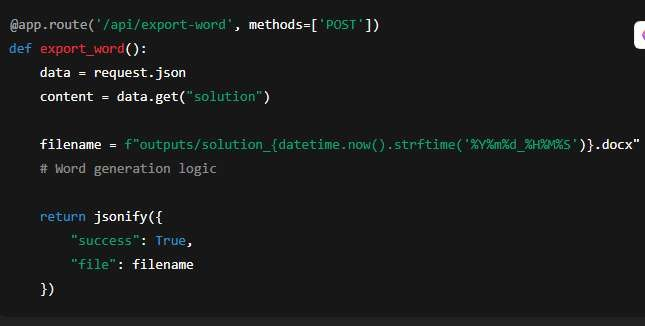 @app.route('/api/export-word', methods=['POST'])
def export_word():
    data = request.json
    content = data.get("solution")

    filename = f"outputs/solution_{datetime.now().strftime('%Y%m%d_%H%M%S')}.docx"
    # Word generation logic

    return jsonify({
        "success": True,
        "file": filename
    })